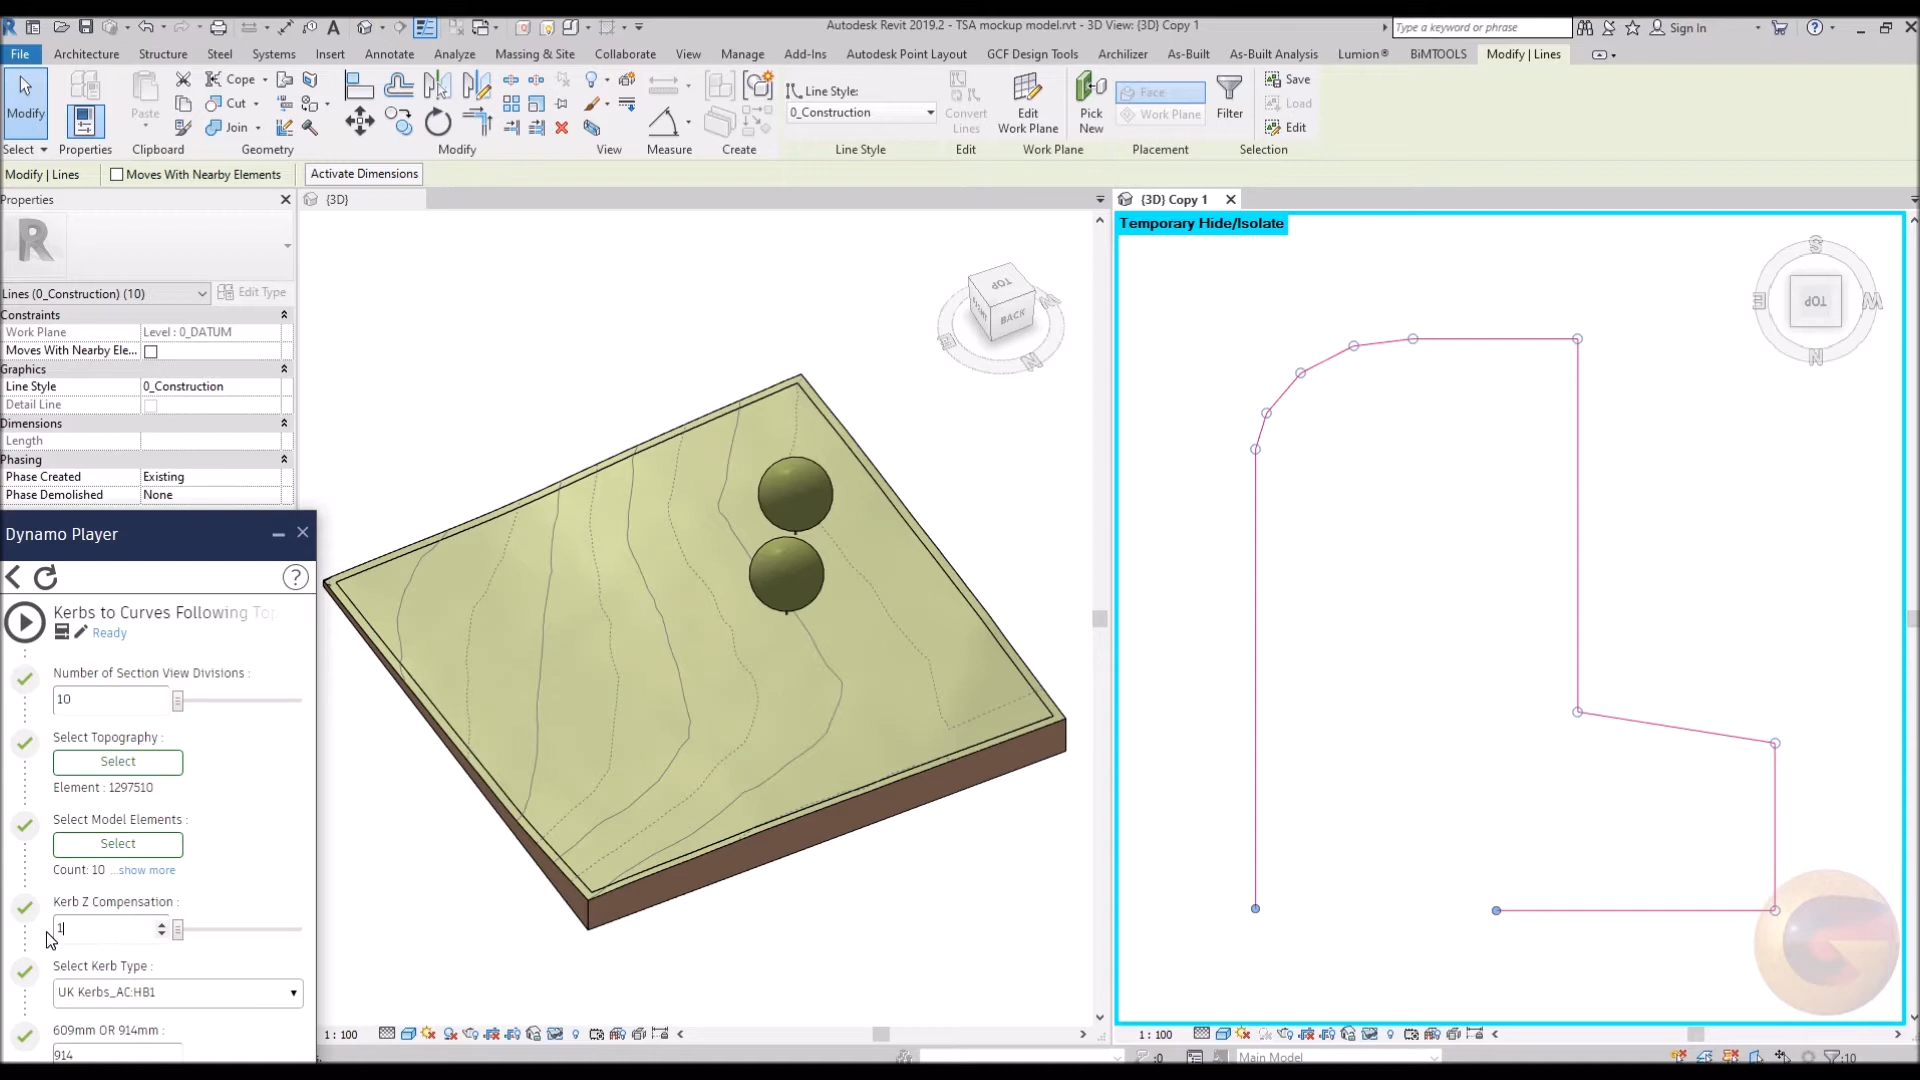 Autodesk Revit 2019.2 - TSA mockup model.rvt - 3D View: {3D} Copy 1
Type a keyword or phrase
Sign In
File Architecture Structure Steel Systems Insert Annotate Analyze Massing & Site Collaborate View Manage Add-Ins Autodesk Point Layout GCF Design Tools Archilizer As-Built As-Built Analysis Lumion® BiMTOOLS Modify | Lines
Cope
Cut
Join
Modify
Paste
Line Style:
0_Construction
Convert Lines
Edit Work Plane
Pick New
Face
Work Plane
Filter
Save
Load
Edit
Select Properties Clipboard Geometry Modify View Measure Create Line Style Edit Work Plane Placement Selection
Modify | Lines Moves With Nearby Elements Activate Dimensions
Properties
{3D}
{3D} Copy 1
Temporary Hide/Isolate
Lines (0_Construction) (10) Edit Type
Constraints
Work Plane Level : 0_DATUM
Moves With Nearby Ele...
Graphics
Line Style 0_Construction
Detail Line
Dimensions
Length
Phasing
Phase Created Existing
Phase Demolished None
Dynamo Player
Kerbs to Curves Following Top
Ready
Number of Section View Divisions :
10
Select Topography :
Select
Element : 1297510
Select Model Elements :
Select
Count: 10 ...show more
Kerb Z Compensation :
1
Select Kerb Type :
UK Kerbs_AC:HB1
609mm OR 914mm :
914
TOP
BACK
W
N
E
S
E
TOP
W
N
1 : 100
1 : 100
:0
Main Model
:10